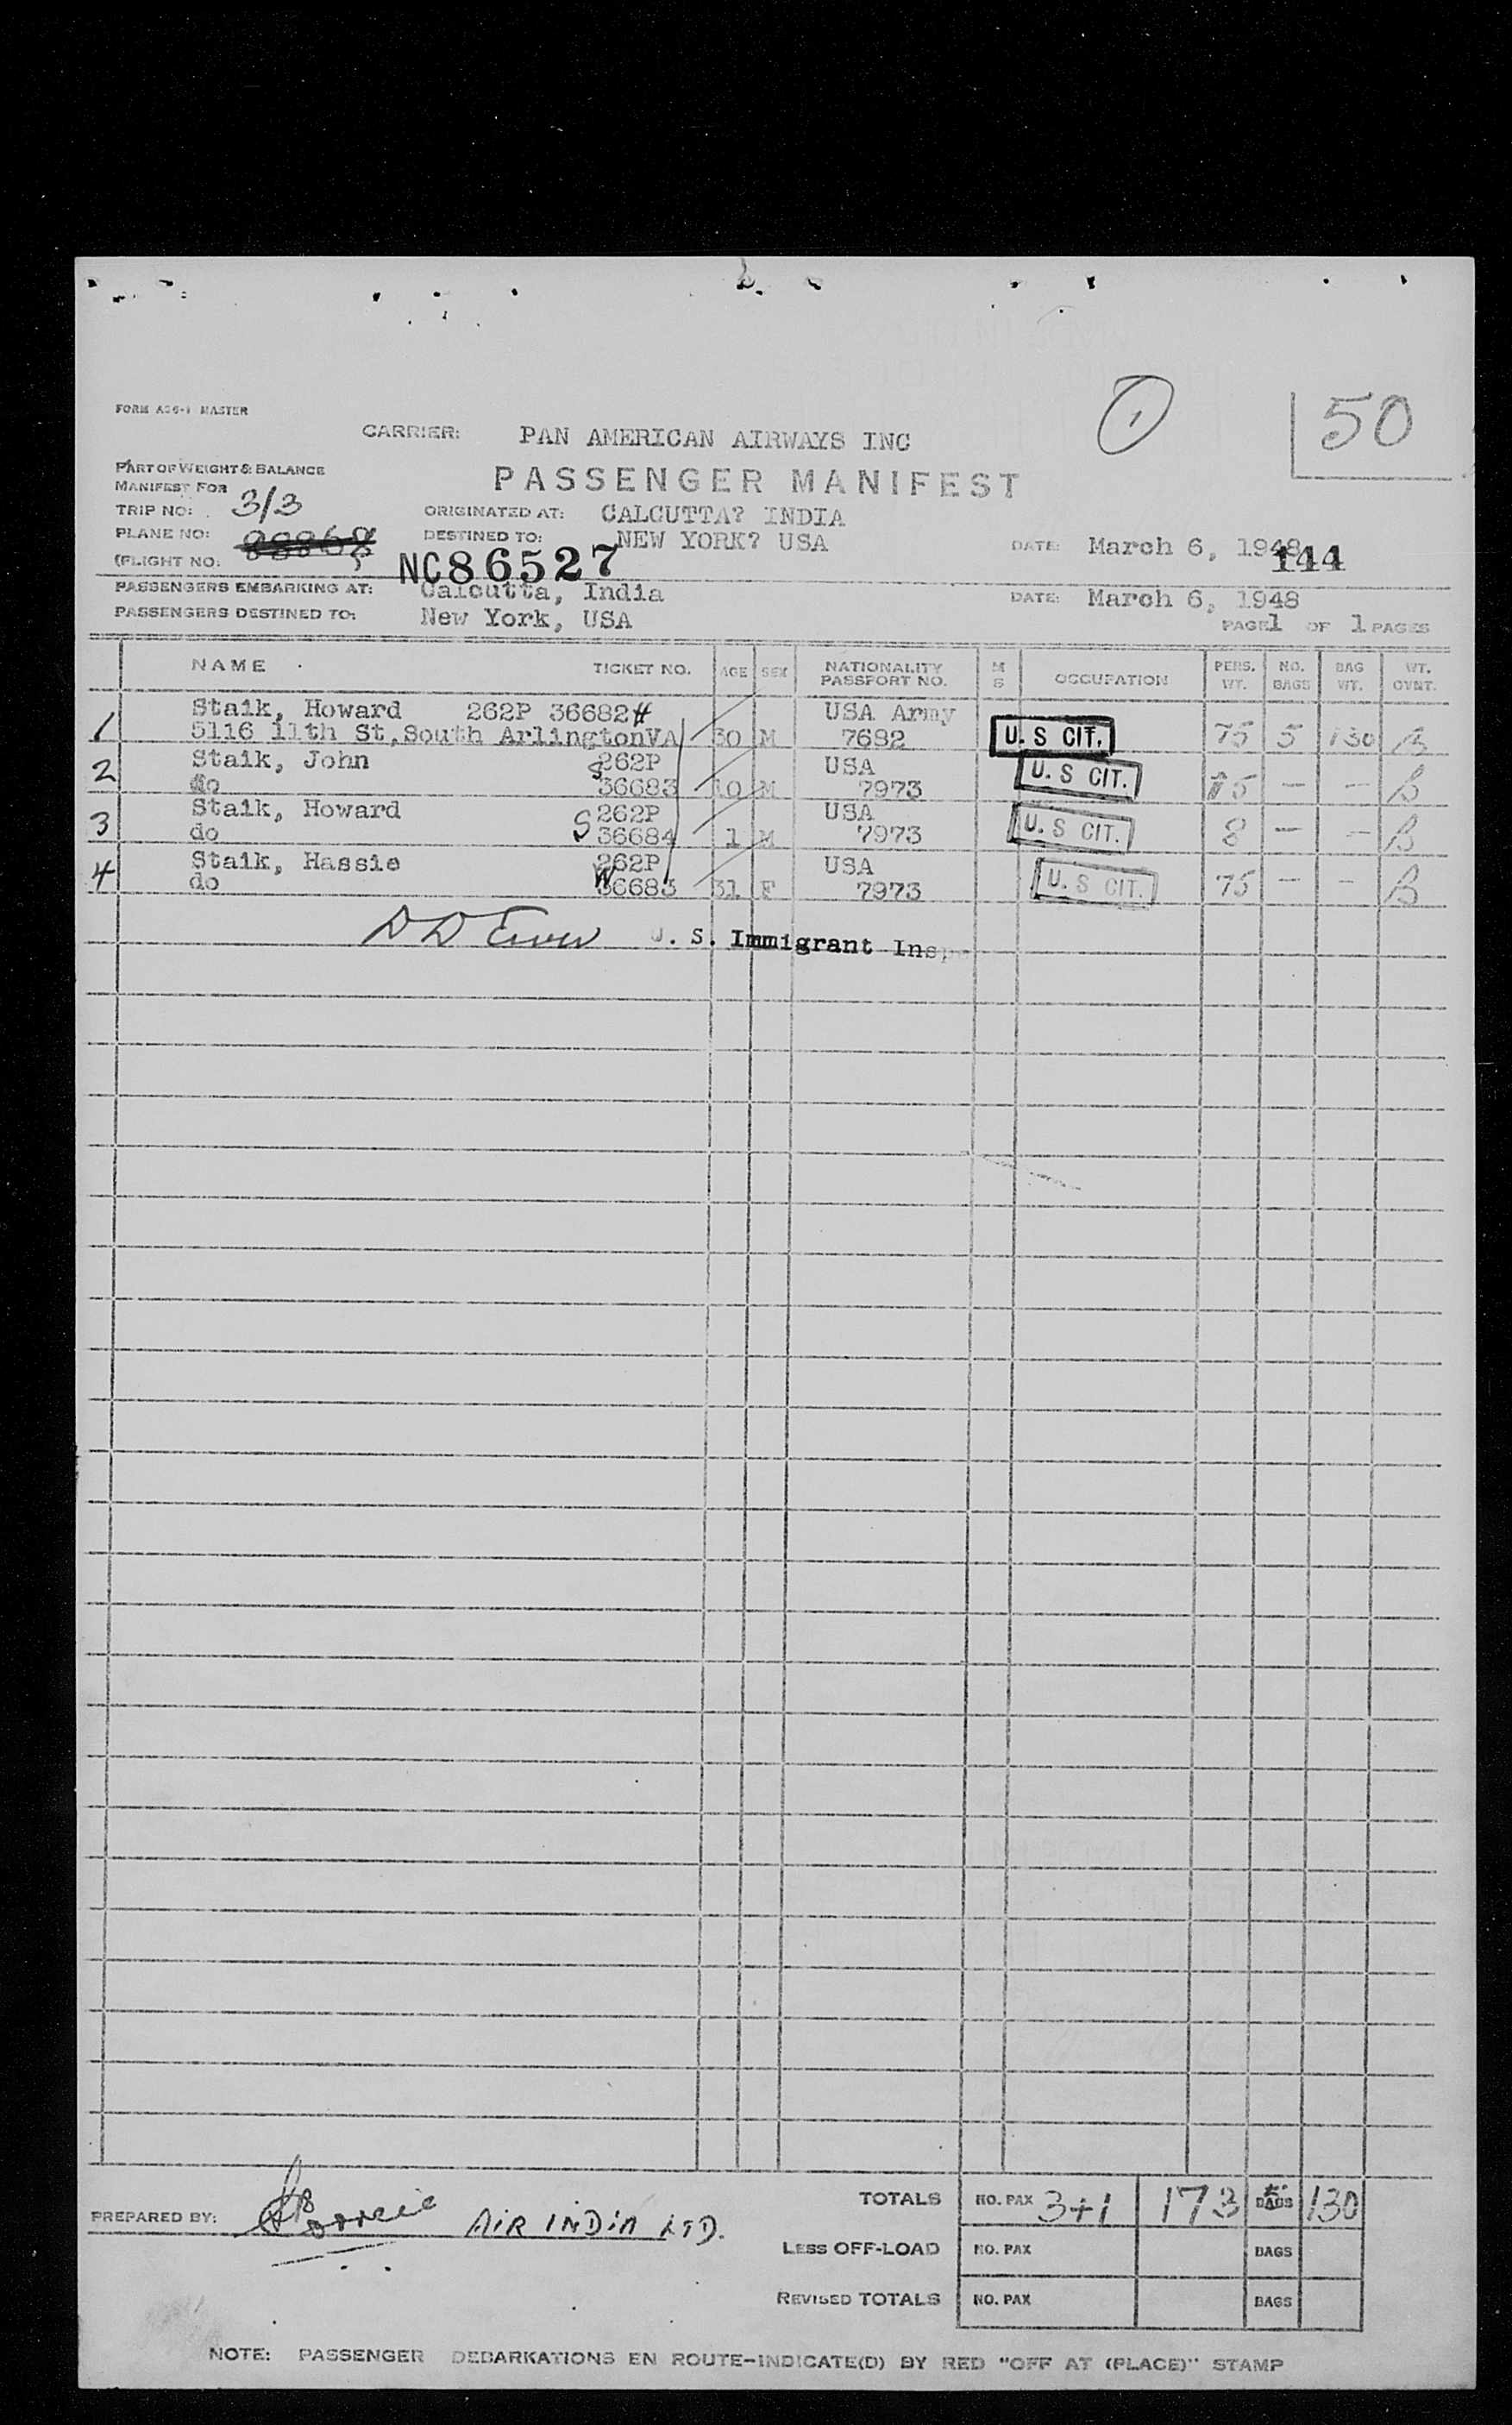 FORM AS6-1 MASTER
1
50
CARRIER: PAN AMERICAN AIRWAYS INC
PART OF WEIGHT & BALANCE
MANIFEST FOR
PASSENGER MANIFEST
TRIP NO: 3/3
ORIGINATED AT: CALCUTTA? INDIA
PLANE NO:
DESTINED TO: NEW YORK? USA
DATE: March 6, 1948
144
(FLIGHT NO:
NC86527
PASSENGERS EMBARKING AT: Calcutta, India
DATE: March 6, 1948
PASSENGERS DESTINED TO: New York, USA
PAGE 1 OF 1 PAGES
NAME TICKET NO. AGE SEX NATIONALITY PASSPORT NO. M S OCCUPATION PERS. WT. NO. BAGS BAG WT. WT. OVNT.
Staik, Howard 262P 36682 H USA Army
1 5116 11th St, South Arlington VA 30 M 7682 U. S CIT. 75 5 130 B
2 Staik, John S 262P USA U. S CIT.
do 36683 10 M 7973 15 — — B
3 Staik, Howard S 262P USA U. S CIT.
do 36684 1 M 7973 8 — — B
4 Staik, Hassie W 262P USA U. S CIT.
do 36683 31 F 7973 75 — — B
U. S. Immigrant Insp
PREPARED BY: AIR INDIA LTD.
TOTALS NO. PAX 3+1 173 5 BAGS 130
LESS OFF-LOAD NO. PAX BAGS
REVISED TOTALS NO. PAX BAGS
NOTE: PASSENGER DEBARKATIONS EN ROUTE-INDICATE(D) BY RED "OFF AT (PLACE)" STAMP